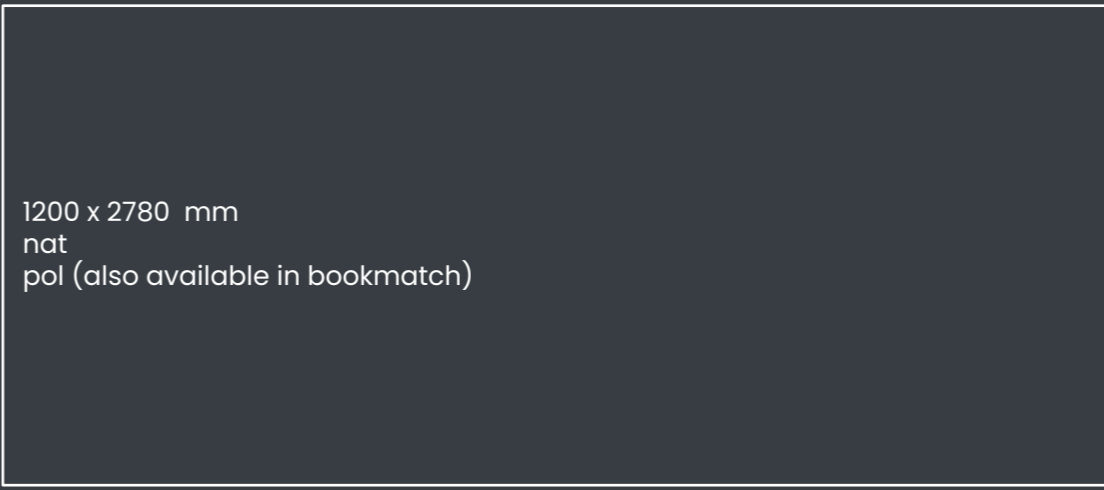 1200 x 2780  mm
nat
pol (also available in bookmatch)